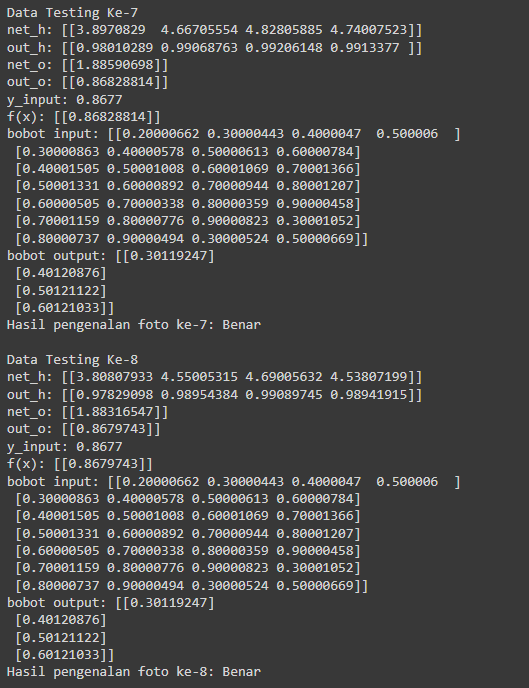 Data Testing Ke-7
net_h: [[3.8970829  4.66705554 4.82805885 4.74007523]]
out_h: [[0.98010289 0.99068763 0.99206148 0.9913377 ]]
net_o: [[1.88590698]]
out_o: [[0.86828814]]
y_input: 0.8677
f(x): [[0.86828814]]
bobot input: [[0.20000662 0.30000443 0.4000047  0.500006  ]
 [0.30000863 0.40000578 0.50000613 0.60000784]
 [0.40001505 0.50001008 0.60001069 0.70001366]
 [0.50001331 0.60000892 0.70000944 0.80001207]
 [0.60000505 0.70000338 0.80000359 0.90000458]
 [0.70001159 0.80000776 0.90000823 0.30001052]
 [0.80000737 0.90000494 0.30000524 0.50000669]]
bobot output: [[0.30119247]
 [0.40120876]
 [0.50121122]
 [0.60121033]]
Hasil pengenalan foto ke-7: Benar

Data Testing Ke-8
net_h: [[3.80807933 4.55005315 4.69005632 4.53807199]]
out_h: [[0.97829098 0.98954384 0.99089745 0.98941915]]
net_o: [[1.88316547]]
out_o: [[0.8679743]]
y_input: 0.8677
f(x): [[0.8679743]]
bobot input: [[0.20000662 0.30000443 0.4000047  0.500006  ]
 [0.30000863 0.40000578 0.50000613 0.60000784]
 [0.40001505 0.50001008 0.60001069 0.70001366]
 [0.50001331 0.60000892 0.70000944 0.80001207]
 [0.60000505 0.70000338 0.80000359 0.90000458]
 [0.70001159 0.80000776 0.90000823 0.30001052]
 [0.80000737 0.90000494 0.30000524 0.50000669]]
bobot output: [[0.30119247]
 [0.40120876]
 [0.50121122]
 [0.60121033]]
Hasil pengenalan foto ke-8: Benar